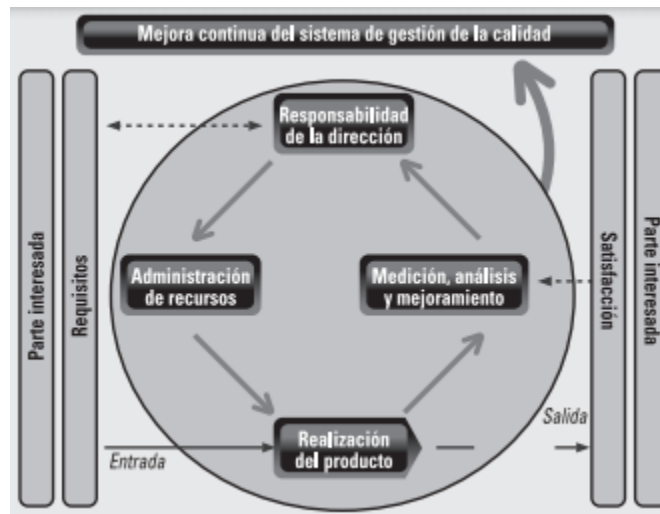 Mejora continua del sistema de gestión de la calidad
Parte interesada
Requisitos
Responsabilidad
de la dirección
Administración
de recursos
Medición, análisis
y mejoramiento
Realización
del producto
Entrada
Salida
Satisfacción
Parte interesada